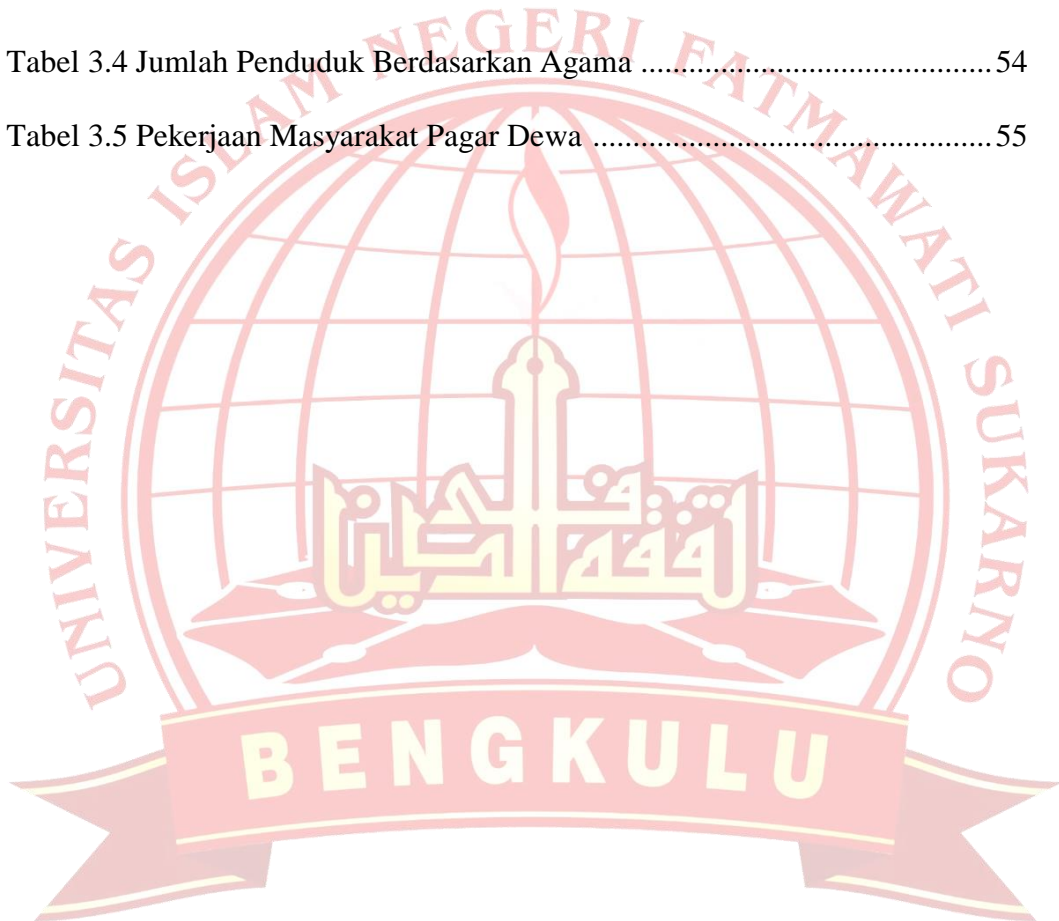 Tabel 3.4 Jumlah Penduduk Berdasarkan Agama ........................................ 54
Tabel 3.5 Pekerjaan Masyarakat Pagar Dewa ............................................. 55
UNIVERSITAS ISLAM NEGERI FATMAWATI SUKARNO
BENGKULU